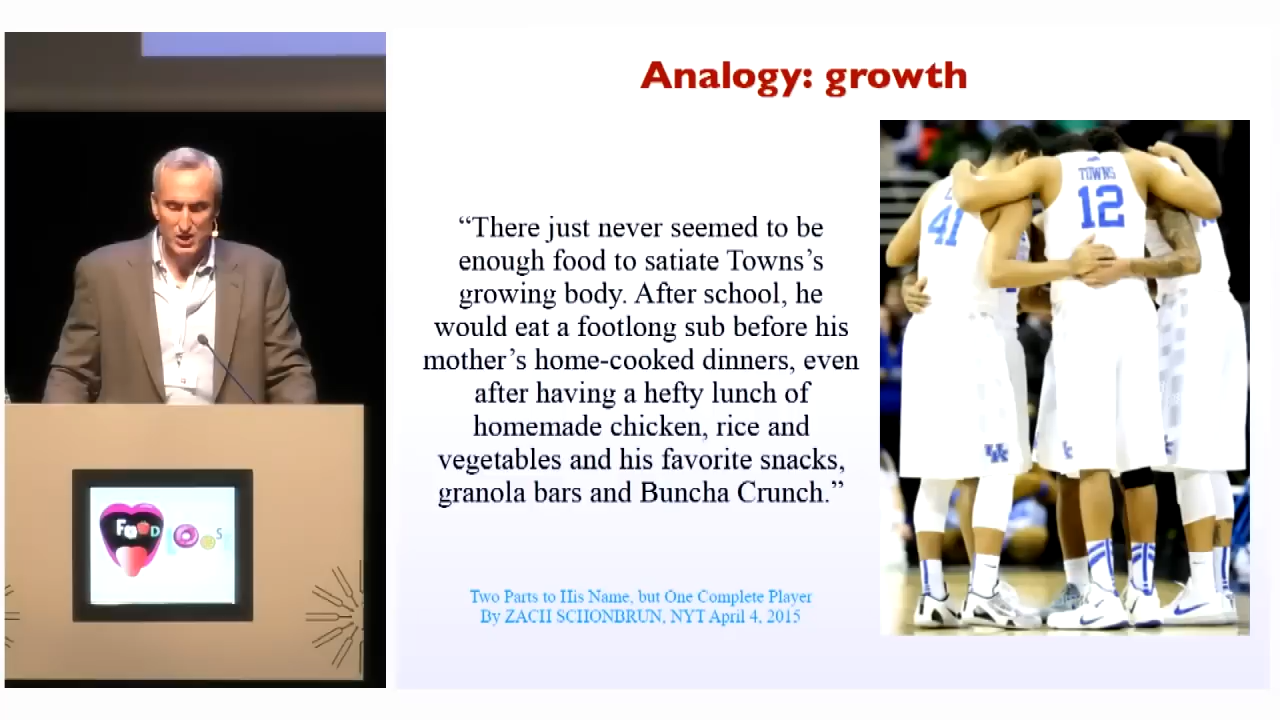 Analogy: growth
“There just never seemed to be
enough food to satiate Towns’s
growing body. After school, he
would eat a footlong sub before his
mother’s home-cooked dinners, even
after having a hefty lunch of
homemade chicken, rice and
vegetables and his favorite snacks,
granola bars and Buncha Crunch.”
Two Parts to His Name, but One Complete Player
By ZACH SCHONBRUN, NYT April 4, 2015
TOWNS
12
41
UK
FOOD